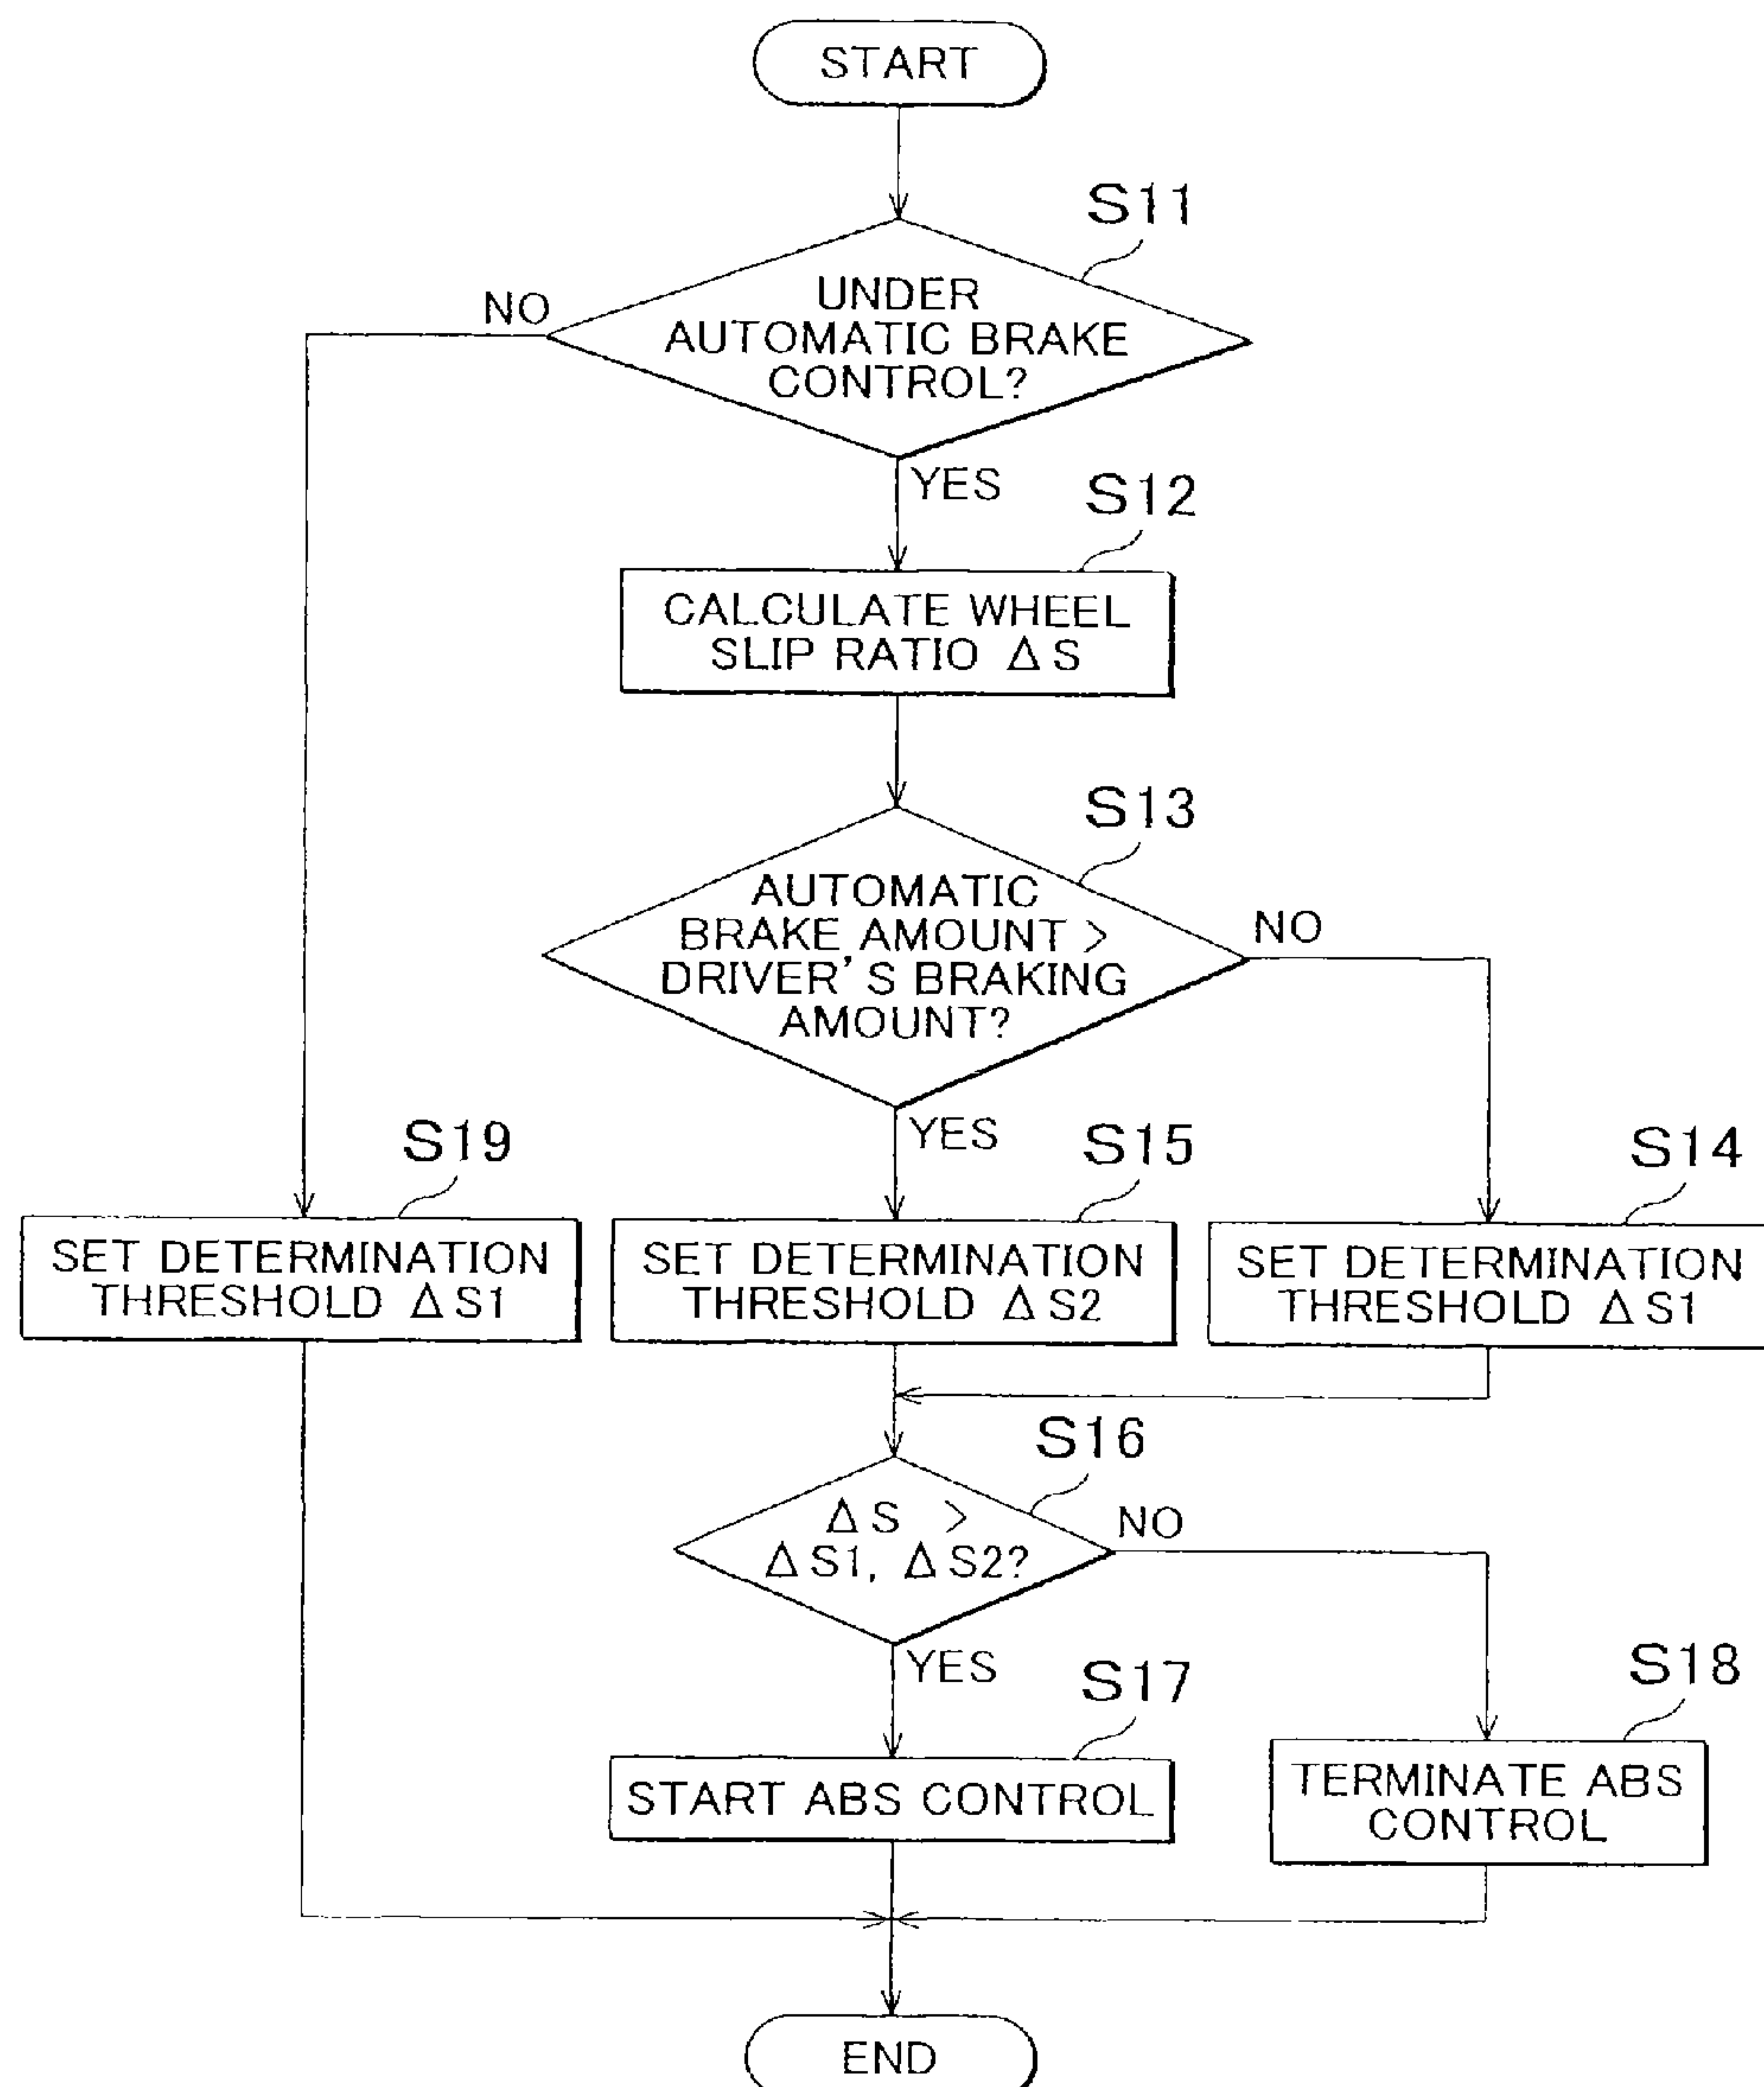 START
S11
UNDER
AUTOMATIC BRAKE
CONTROL?
NO
YES
S12
CALCULATE WHEEL
SLIP RATIO ΔS
S13
AUTOMATIC
BRAKE AMOUNT >
DRIVER'S BRAKING
AMOUNT?
NO
YES
S19
SET DETERMINATION
THRESHOLD ΔS1
S15
SET DETERMINATION
THRESHOLD ΔS2
S14
SET DETERMINATION
THRESHOLD ΔS1
S16
ΔS >
ΔS1, ΔS2?
NO
YES
S17
START ABS CONTROL
S18
TERMINATE ABS
CONTROL
END